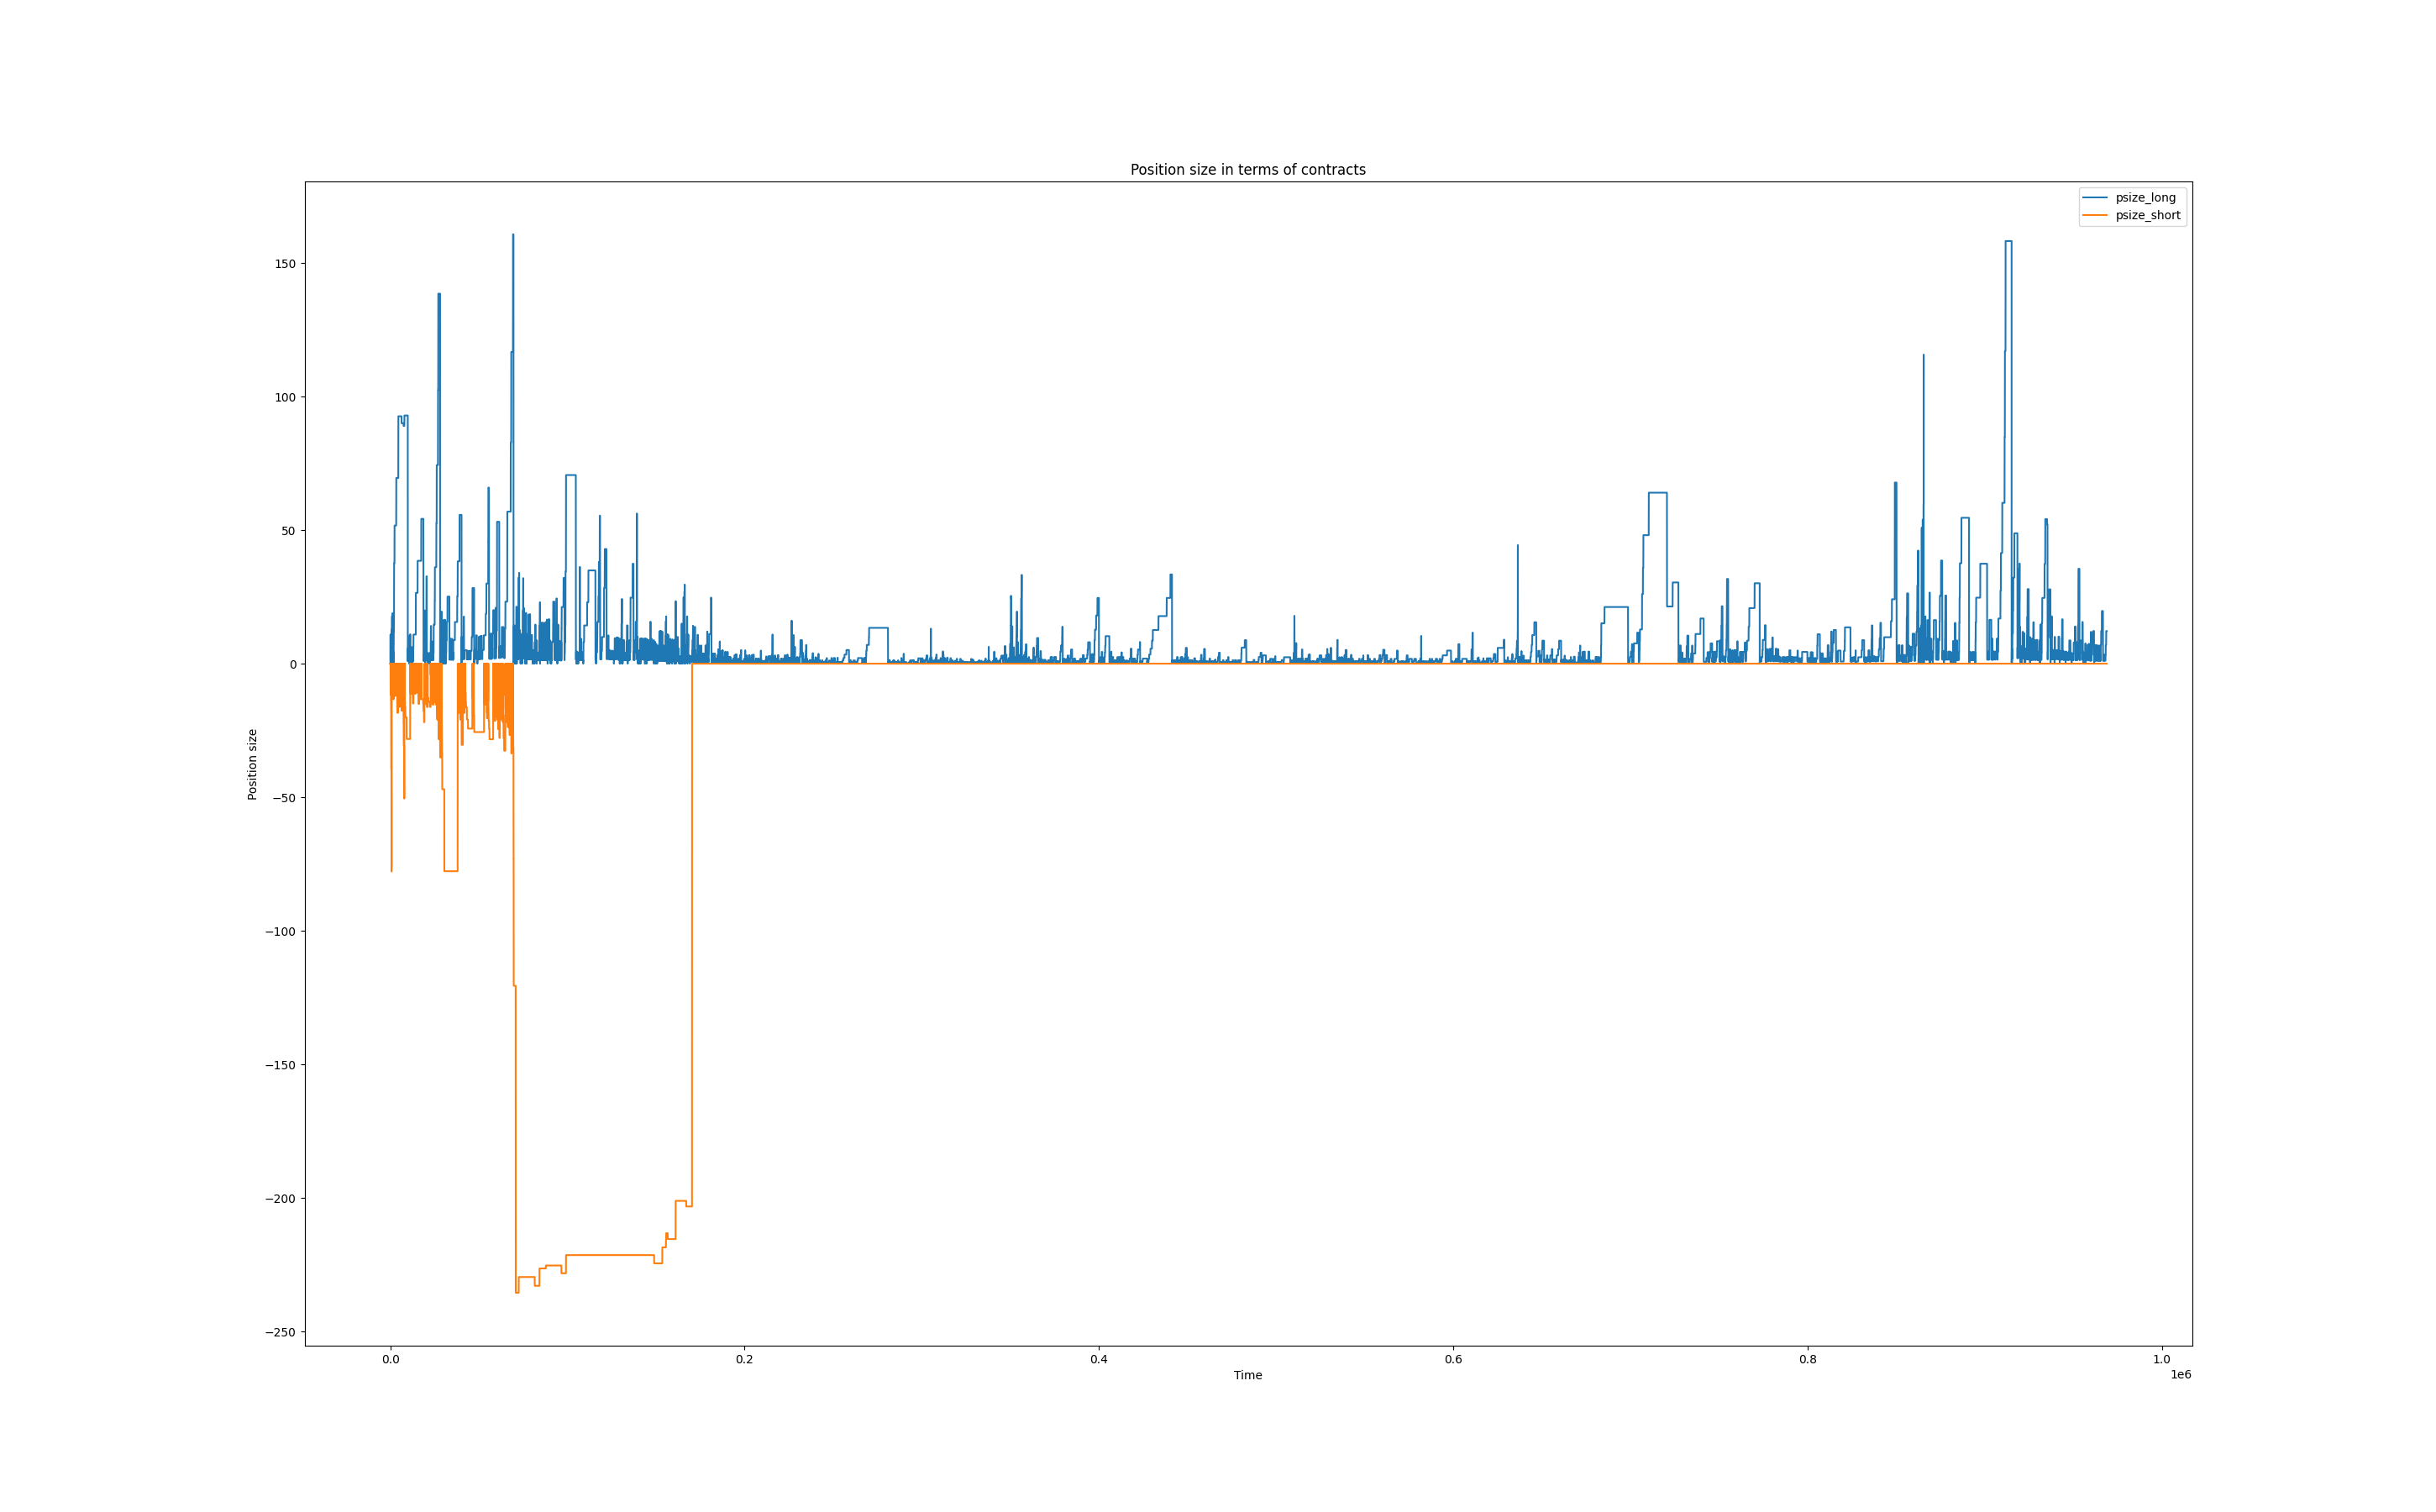 Position size in terms of contracts
psize_long
psize_short
Position size
150
100
50
0
−50
−100
−150
−200
−250
0.0
0.2
0.4
0.6
0.8
1.0
Time
1e6